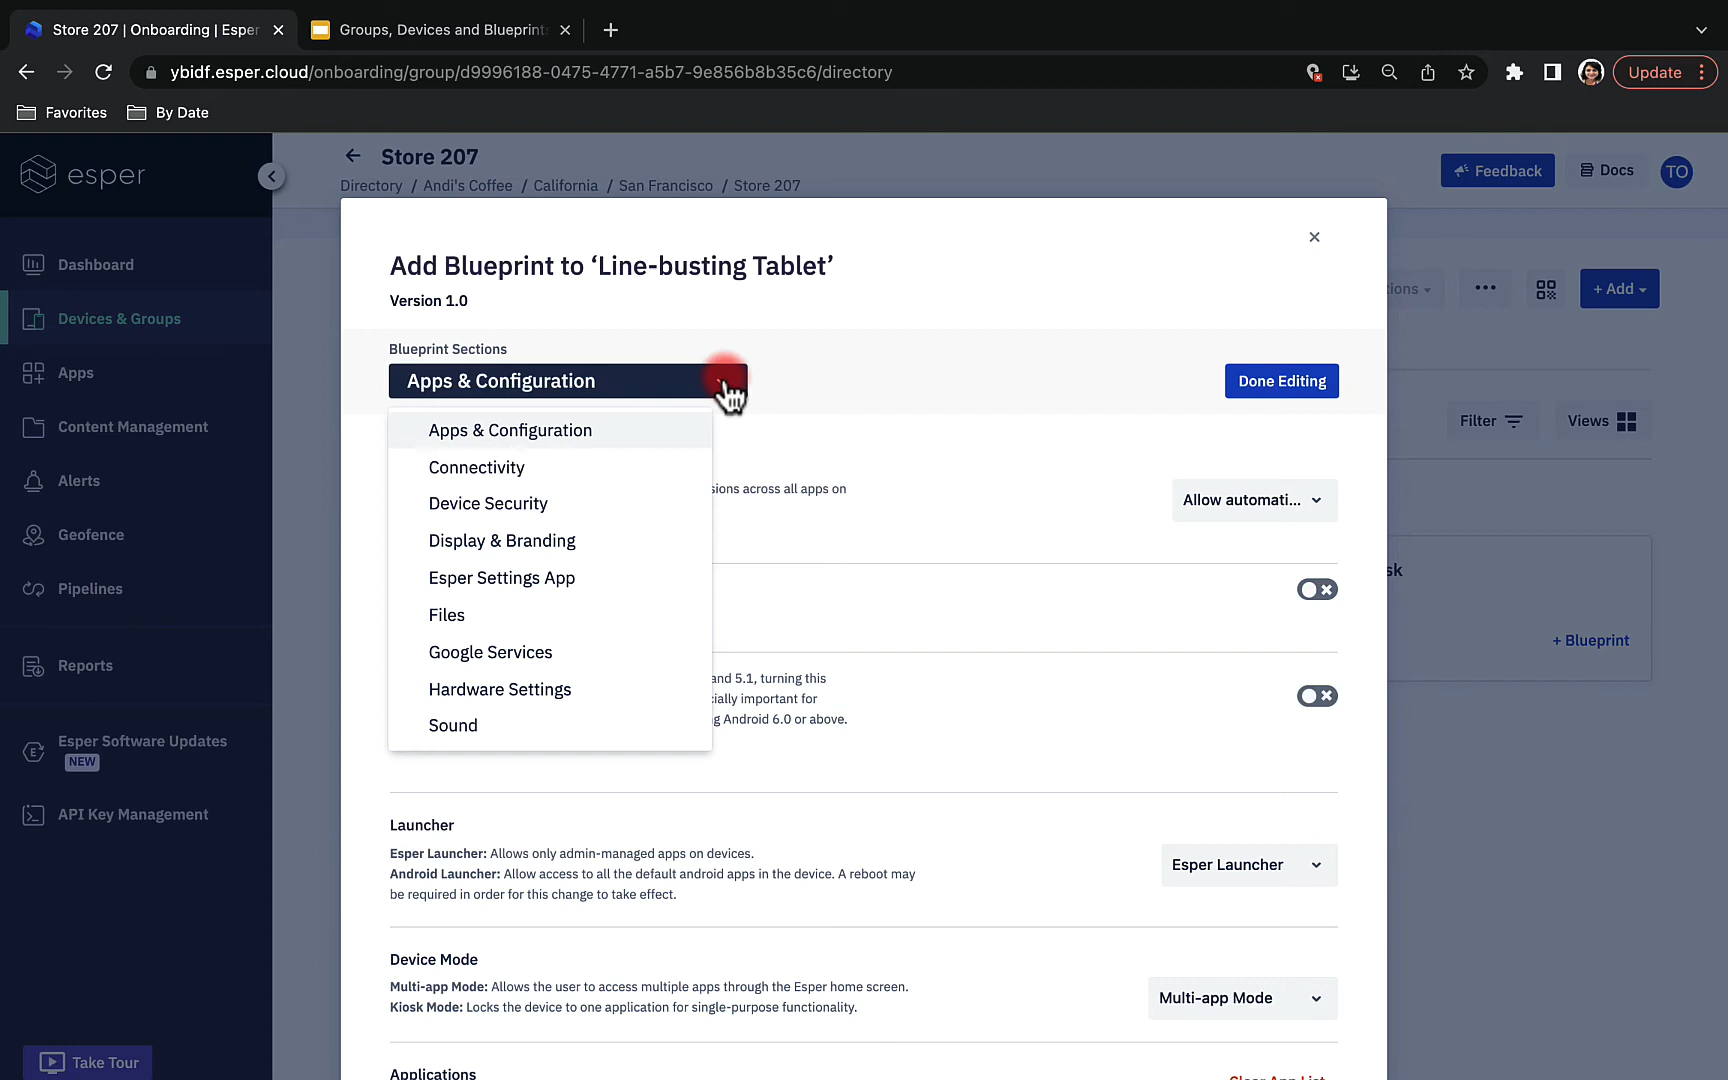 Store 207 | Onboarding | Esper
Groups, Devices and Blueprints
ybidf.esper.cloud/onboarding/group/d9996188-0475-4771-a5b7-9e856b8b35c6/directory
Update
Favorites
By Date
esper
Store 207
Directory / Andi's Coffee / California / San Francisco / Store 207
Feedback
Docs
TO
Dashboard
Devices & Groups
Apps
Content Management
Alerts
Geofence
Pipelines
Reports
Esper Software Updates
NEW
API Key Management
Take Tour
Add Blueprint to ‘Line-busting Tablet’
Version 1.0
Blueprint Sections
Apps & Configuration
Done Editing
Apps & Configuration
Connectivity
Device Security
Display & Branding
Esper Settings App
Files
Google Services
Hardware Settings
Sound
sions across all apps on
Allow automati...
and 5.1, turning this
cially important for
g Android 6.0 or above.
Launcher
Esper Launcher: Allows only admin-managed apps on devices.
Android Launcher: Allow access to all the default android apps in the device. A reboot may
be required in order for this change to take effect.
Esper Launcher
Device Mode
Multi-app Mode: Allows the user to access multiple apps through the Esper home screen.
Kiosk Mode: Locks the device to one application for single-purpose functionality.
Multi-app Mode
Applications
Clear App List
tions
+ Add
Filter
Views
sk
+ Blueprint